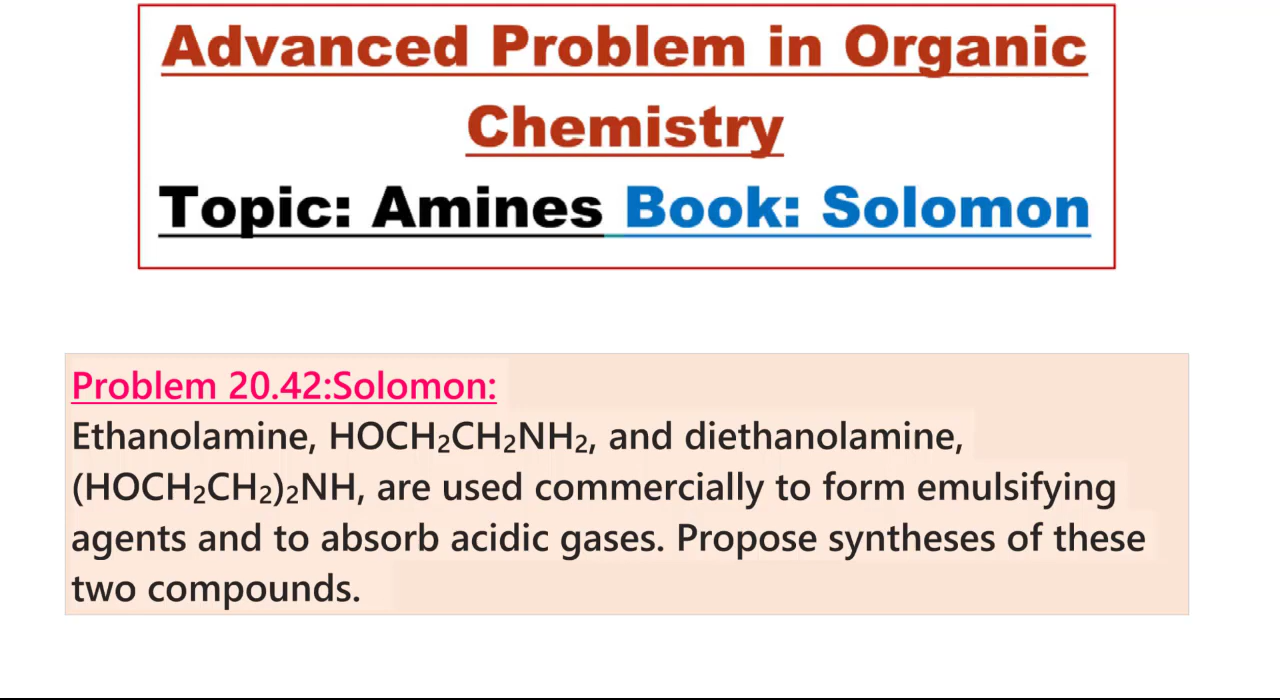 Advanced Problem in Organic
Chemistry
Topic: Amines Book: Solomon
Problem 20.42:Solomon:
Ethanolamine, HOCH₂CH₂NH₂, and diethanolamine,
(HOCH₂CH₂)₂NH, are used commercially to form emulsifying
agents and to absorb acidic gases. Propose syntheses of these
two compounds.